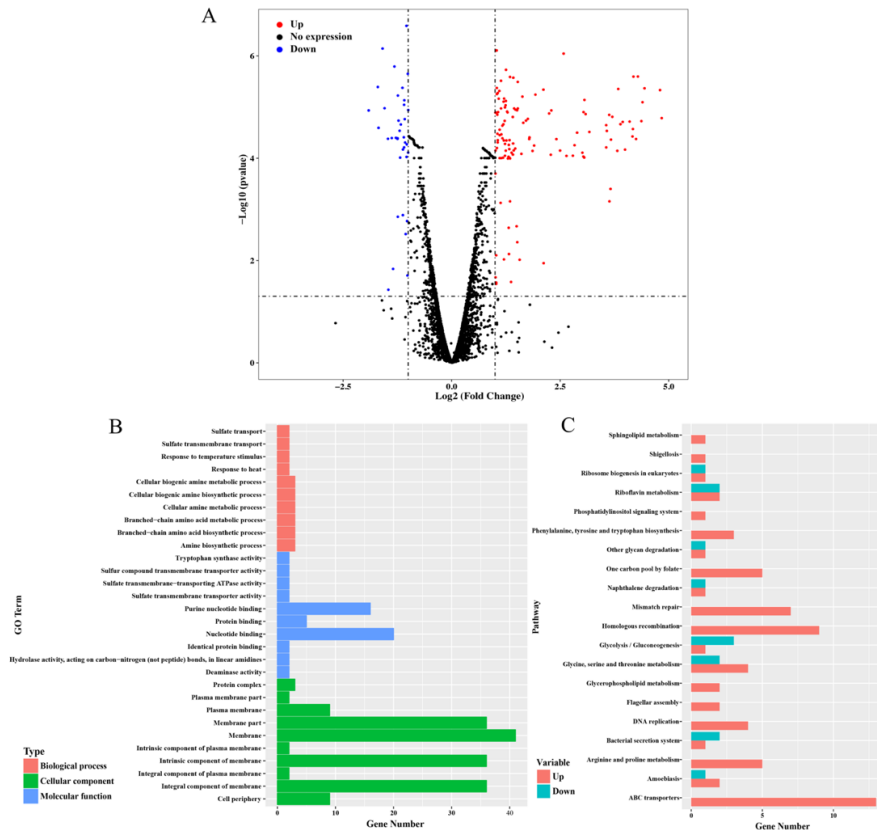 A
Up
No expression
Down
6
4
2
0
−Log10 (pvalue)
−2.5
0.0
2.5
5.0
Log2 (Fold Change)
B
GO Term
Sulfate transport
Sulfate transmembrane transport
Response to temperature stimulus
Response to heat
Cellular biogenic amine metabolic process
Cellular biogenic amine biosynthetic process
Cellular amine metabolic process
Branched−chain amino acid metabolic process
Branched−chain amino acid biosynthetic process
Amine biosynthetic process
Tryptophan synthase activity
Sulfur compound transmembrane transporter activity
Sulfate transmembrane−transporting ATPase activity
Sulfate transmembrane transporter activity
Purine nucleotide binding
Protein binding
Nucleotide binding
Identical protein binding
Hydrolase activity, acting on carbon−nitrogen (not peptide) bonds, in linear amidines
Deaminase activity
Protein complex
Plasma membrane part
Plasma membrane
Membrane part
Membrane
Intrinsic component of plasma membrane
Intrinsic component of membrane
Integral component of plasma membrane
Integral component of membrane
Cell periphery
0
10
20
30
40
Gene Number
Type
Biological process
Cellular component
Molecular function
C
Pathway
Sphingolipid metabolism
Shigellosis
Ribosome biogenesis in eukaryotes
Riboflavin metabolism
Phosphatidylinositol signaling system
Phenylalanine, tyrosine and tryptophan biosynthesis
Other glycan degradation
One carbon pool by folate
Naphthalene degradation
Mismatch repair
Homologous recombination
Glycolysis / Gluconeogenesis
Glycine, serine and threonine metabolism
Glycerophospholipid metabolism
Flagellar assembly
DNA replication
Bacterial secretion system
Arginine and proline metabolism
Amoebiasis
ABC transporters
0
5
10
Gene Number
Variable
Up
Down